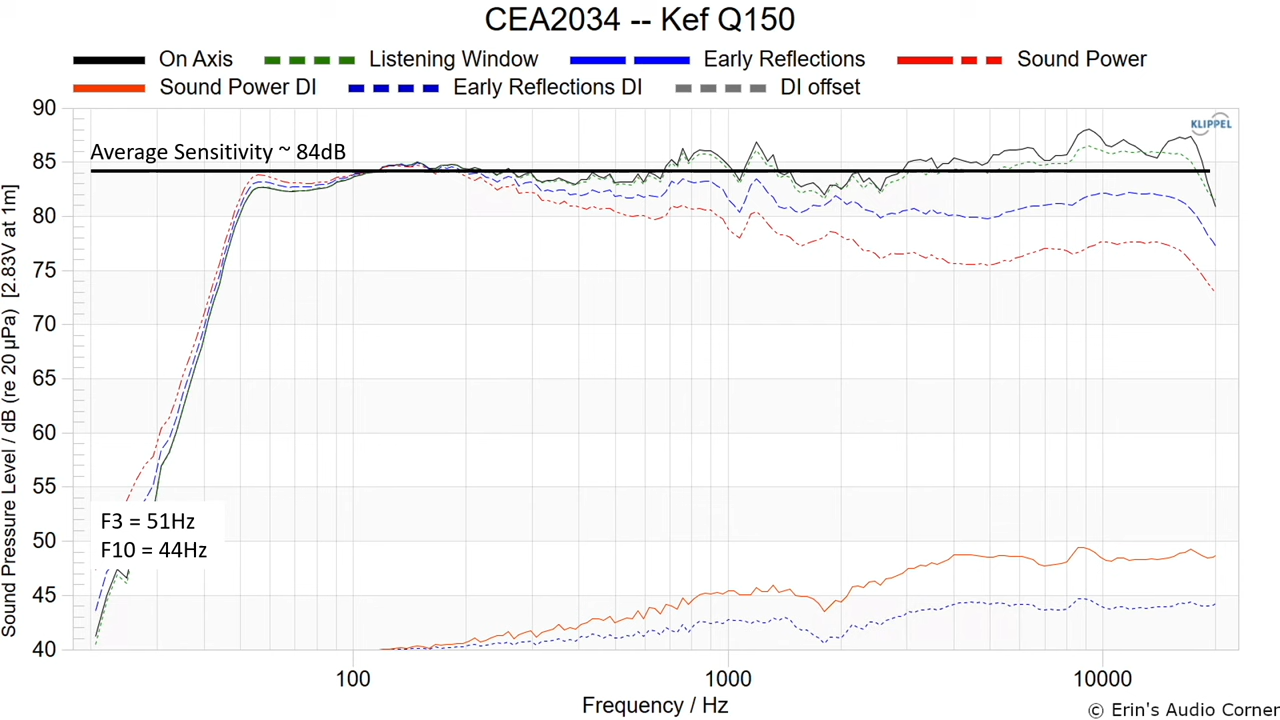 CEA2034 -- Kef Q150
On Axis Listening Window Early Reflections Sound Power
Sound Power DI Early Reflections DI DI offset
Sound Pressure Level / dB (re 20 µPa) [2.83V at 1m]
90
KLIPPEL
Average Sensitivity ~ 84dB
85
80
75
70
65
60
55
F3 = 51Hz
50
F10 = 44Hz
45
40
100 1000 10000
Frequency / Hz
© Erin's Audio Corner